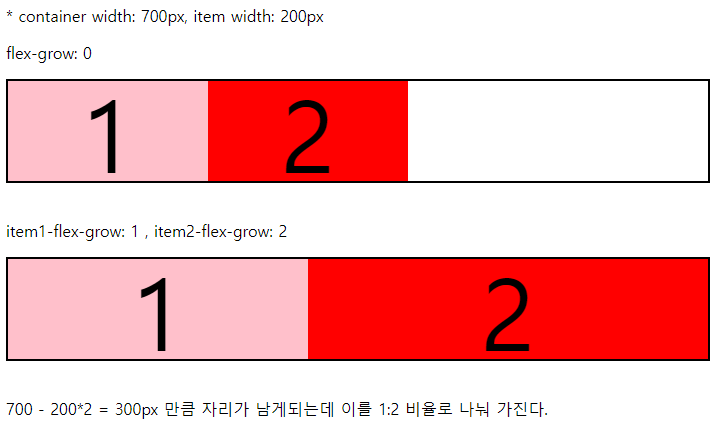 * container width: 700px, item width: 200px
flex-grow: 0
1 2
item1-flex-grow: 1 , item2-flex-grow: 2
1 2
700 - 200*2 = 300px 만큼 자리가 남게되는데 이를 1:2 비율로 나눠 가진다.